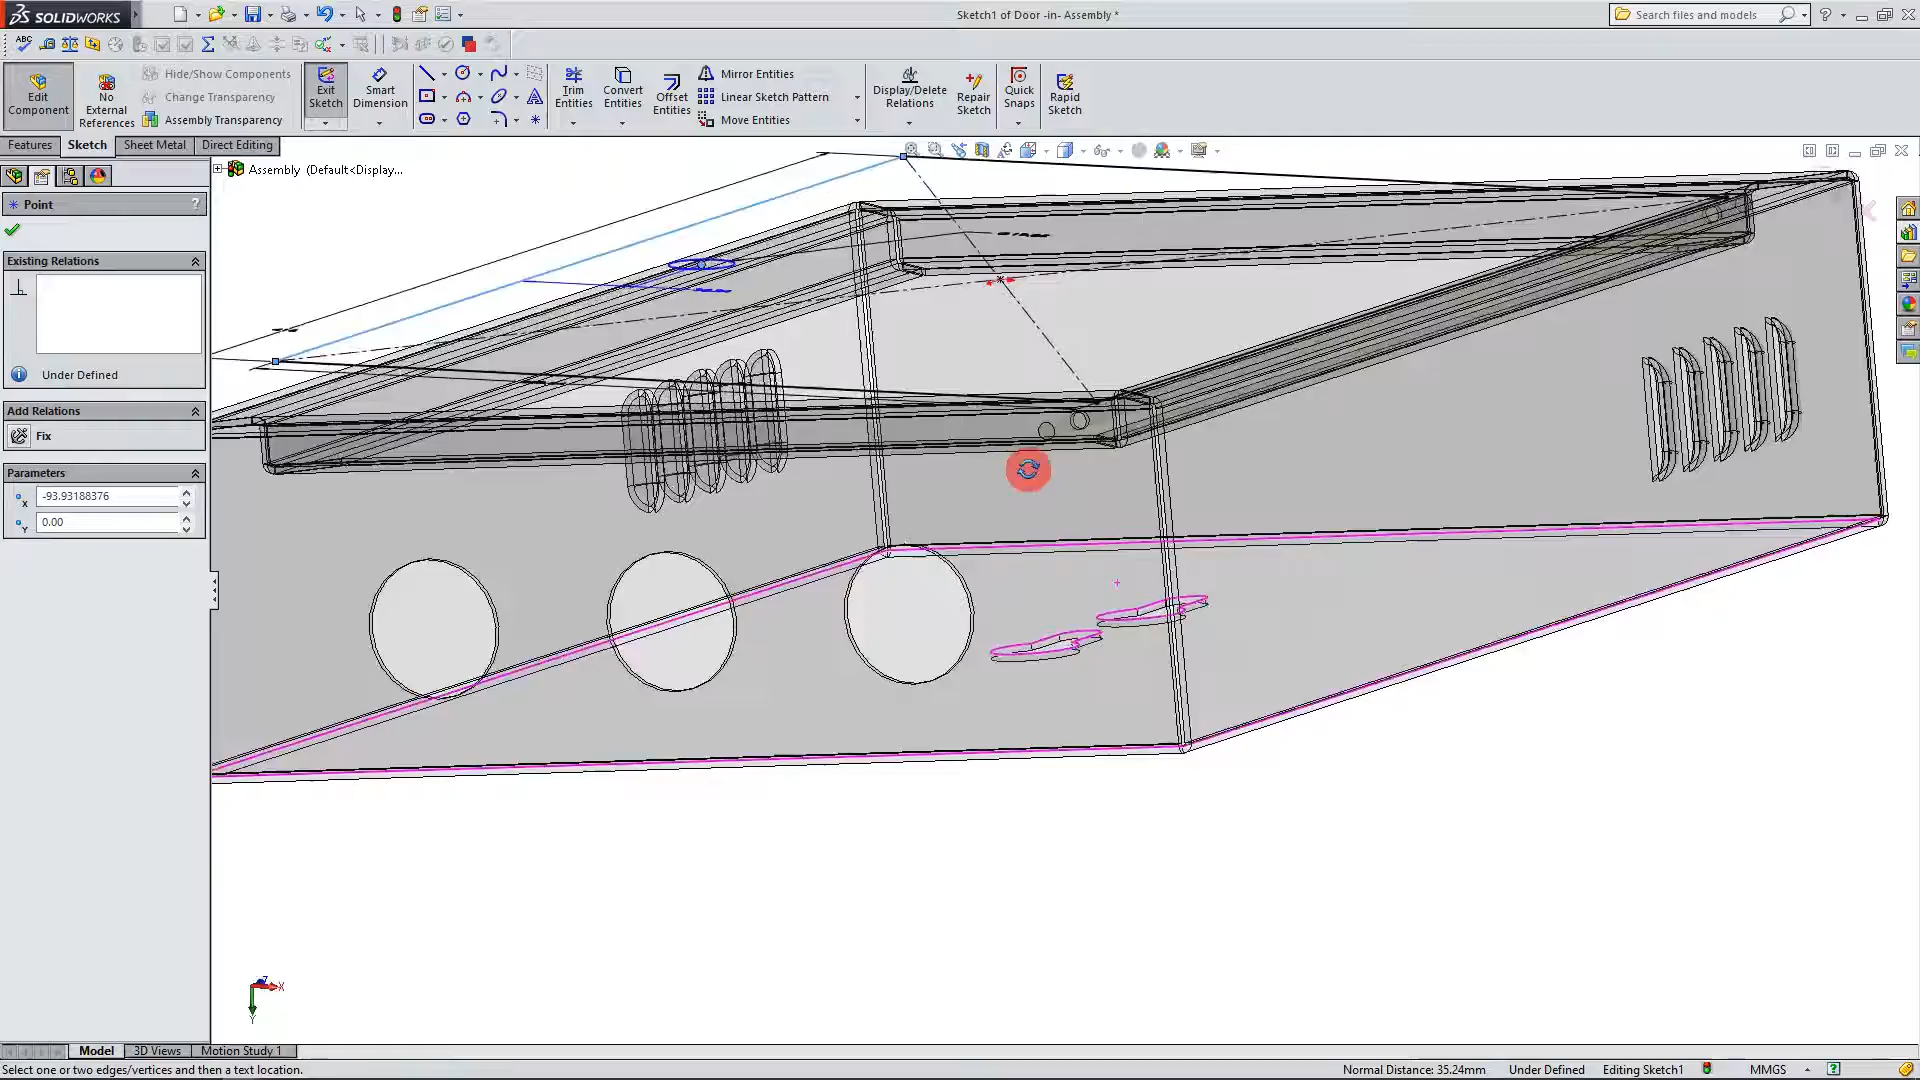 SOLIDWORKS
Sketch1 of Door -in- Assembly *
Search files and models
ABC
Edit Component
No External References
Hide/Show Components
Change Transparency
Assembly Transparency
Exit Sketch
Smart Dimension
Trim Entities
Convert Entities
Offset Entities
Mirror Entities
Linear Sketch Pattern
Move Entities
Display/Delete Relations
Repair Sketch
Quick Snaps
Rapid Sketch
Features
Sketch
Sheet Metal
Direct Editing
Assembly (Default<Display...
Point
?
Existing Relations
Under Defined
Add Relations
Fix
Parameters
X
-93.93188376
Y
0.00
Z
X
Y
Model
3D Views
Motion Study 1
Select one or two edges/vertices and then a text location.
Normal Distance: 35.24mm
Under Defined
Editing Sketch1
MMGS
?